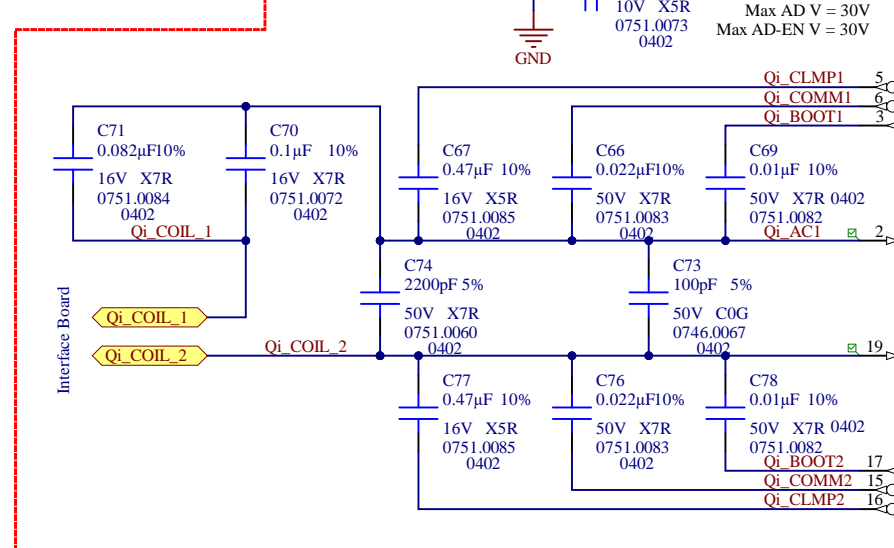 10V X5R
0751.0073
0402
Max AD V = 30V
Max AD-EN V = 30V
GND
Qi_CLMP1 5
Qi_COMM1 6
Qi_BOOT1 3
C71
0.082µF10%
16V X7R
0751.0084
0402
C70
0.1µF 10%
16V X7R
0751.0072
0402
C67
0.47µF 10%
16V X5R
0751.0085
0402
C66
0.022µF10%
50V X7R
0751.0083
0402
C69
0.01µF 10%
50V X7R 0402
0751.0082
Qi_COIL_1
Qi_AC1 2
C74
2200pF 5%
50V X7R
0751.0060
0402
C73
100pF 5%
50V C0G
0746.0067
0402
Interface Board
Qi_COIL_1
Qi_COIL_2
Qi_COIL_2
19
C77
0.47µF 10%
16V X5R
0751.0085
0402
C76
0.022µF10%
50V X7R
0751.0083
0402
C78
0.01µF 10%
50V X7R 0402
0751.0082
Qi_BOOT2 17
Qi_COMM2 15
Qi_CLMP2 16